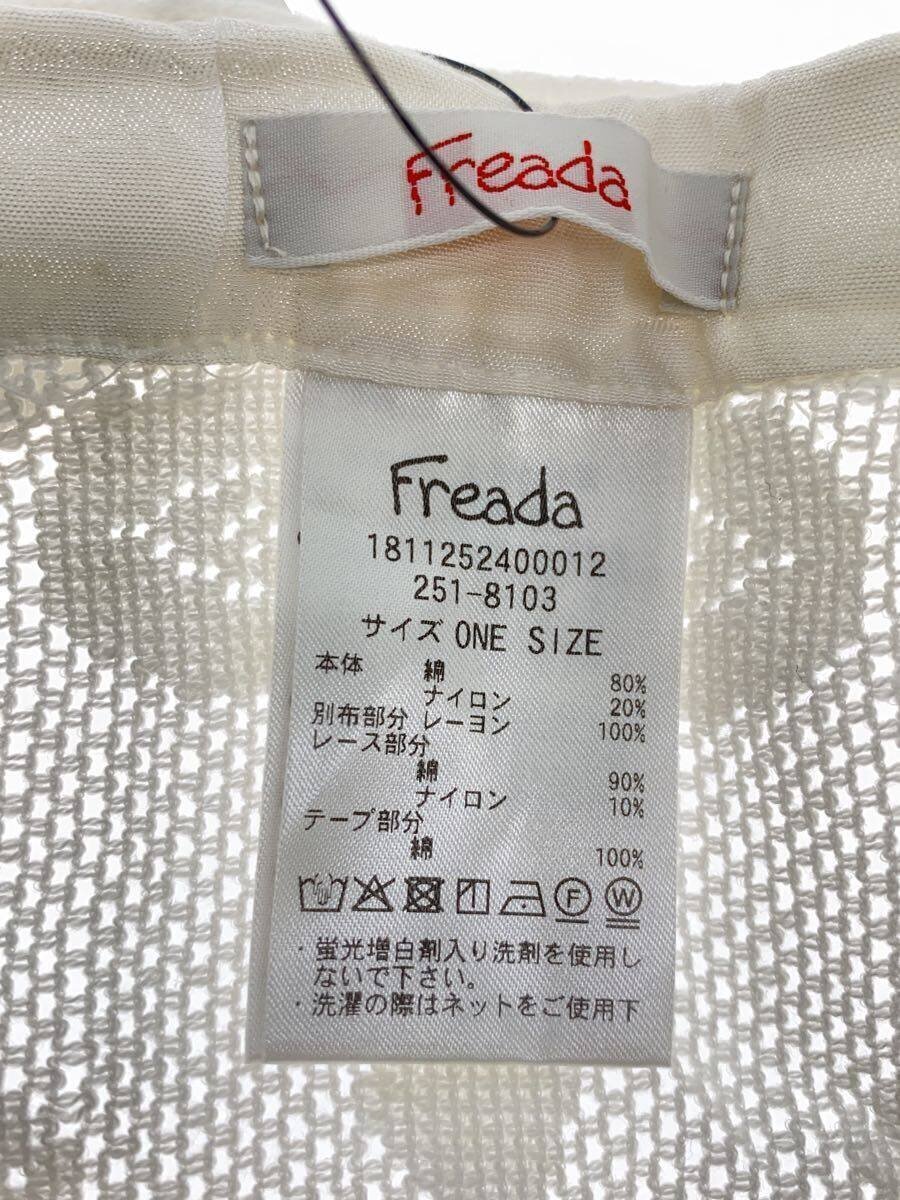 Freada
Freada
1811252400012
251-8103
サイズ ONE SIZE
本体 綿 80%
ナイロン 20%
別布部分 レーヨン 100%
レース部分
綿 90%
ナイロン 10%
テープ部分
綿 100%
F W
・蛍光増白剤入り洗剤を使用し
ないで下さい。
・洗濯の際はネットをご使用下